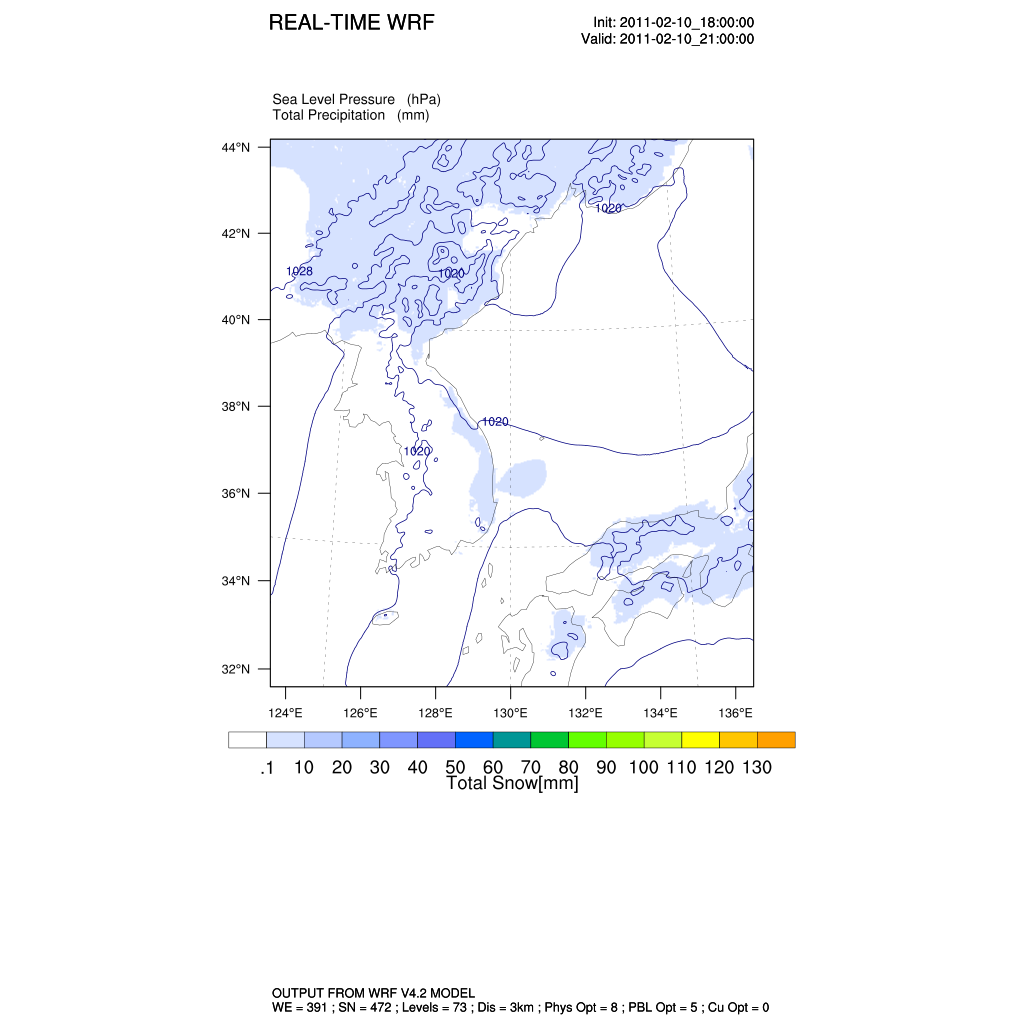 REAL-TIME WRF
Init: 2011-02-10_18:00:00
Valid: 2011-02-10_21:00:00
Sea Level Pressure (hPa)
Total Precipitation (mm)
44°N
42°N
40°N
38°N
36°N
34°N
32°N
1020
1028
1020
1020
1020
124°E 126°E 128°E 130°E 132°E 134°E 136°E
.1 10 20 30 40 50 60 70 80 90 100 110 120 130
Total Snow[mm]
OUTPUT FROM WRF V4.2 MODEL
WE = 391 ; SN = 472 ; Levels = 73 ; Dis = 3km ; Phys Opt = 8 ; PBL Opt = 5 ; Cu Opt = 0